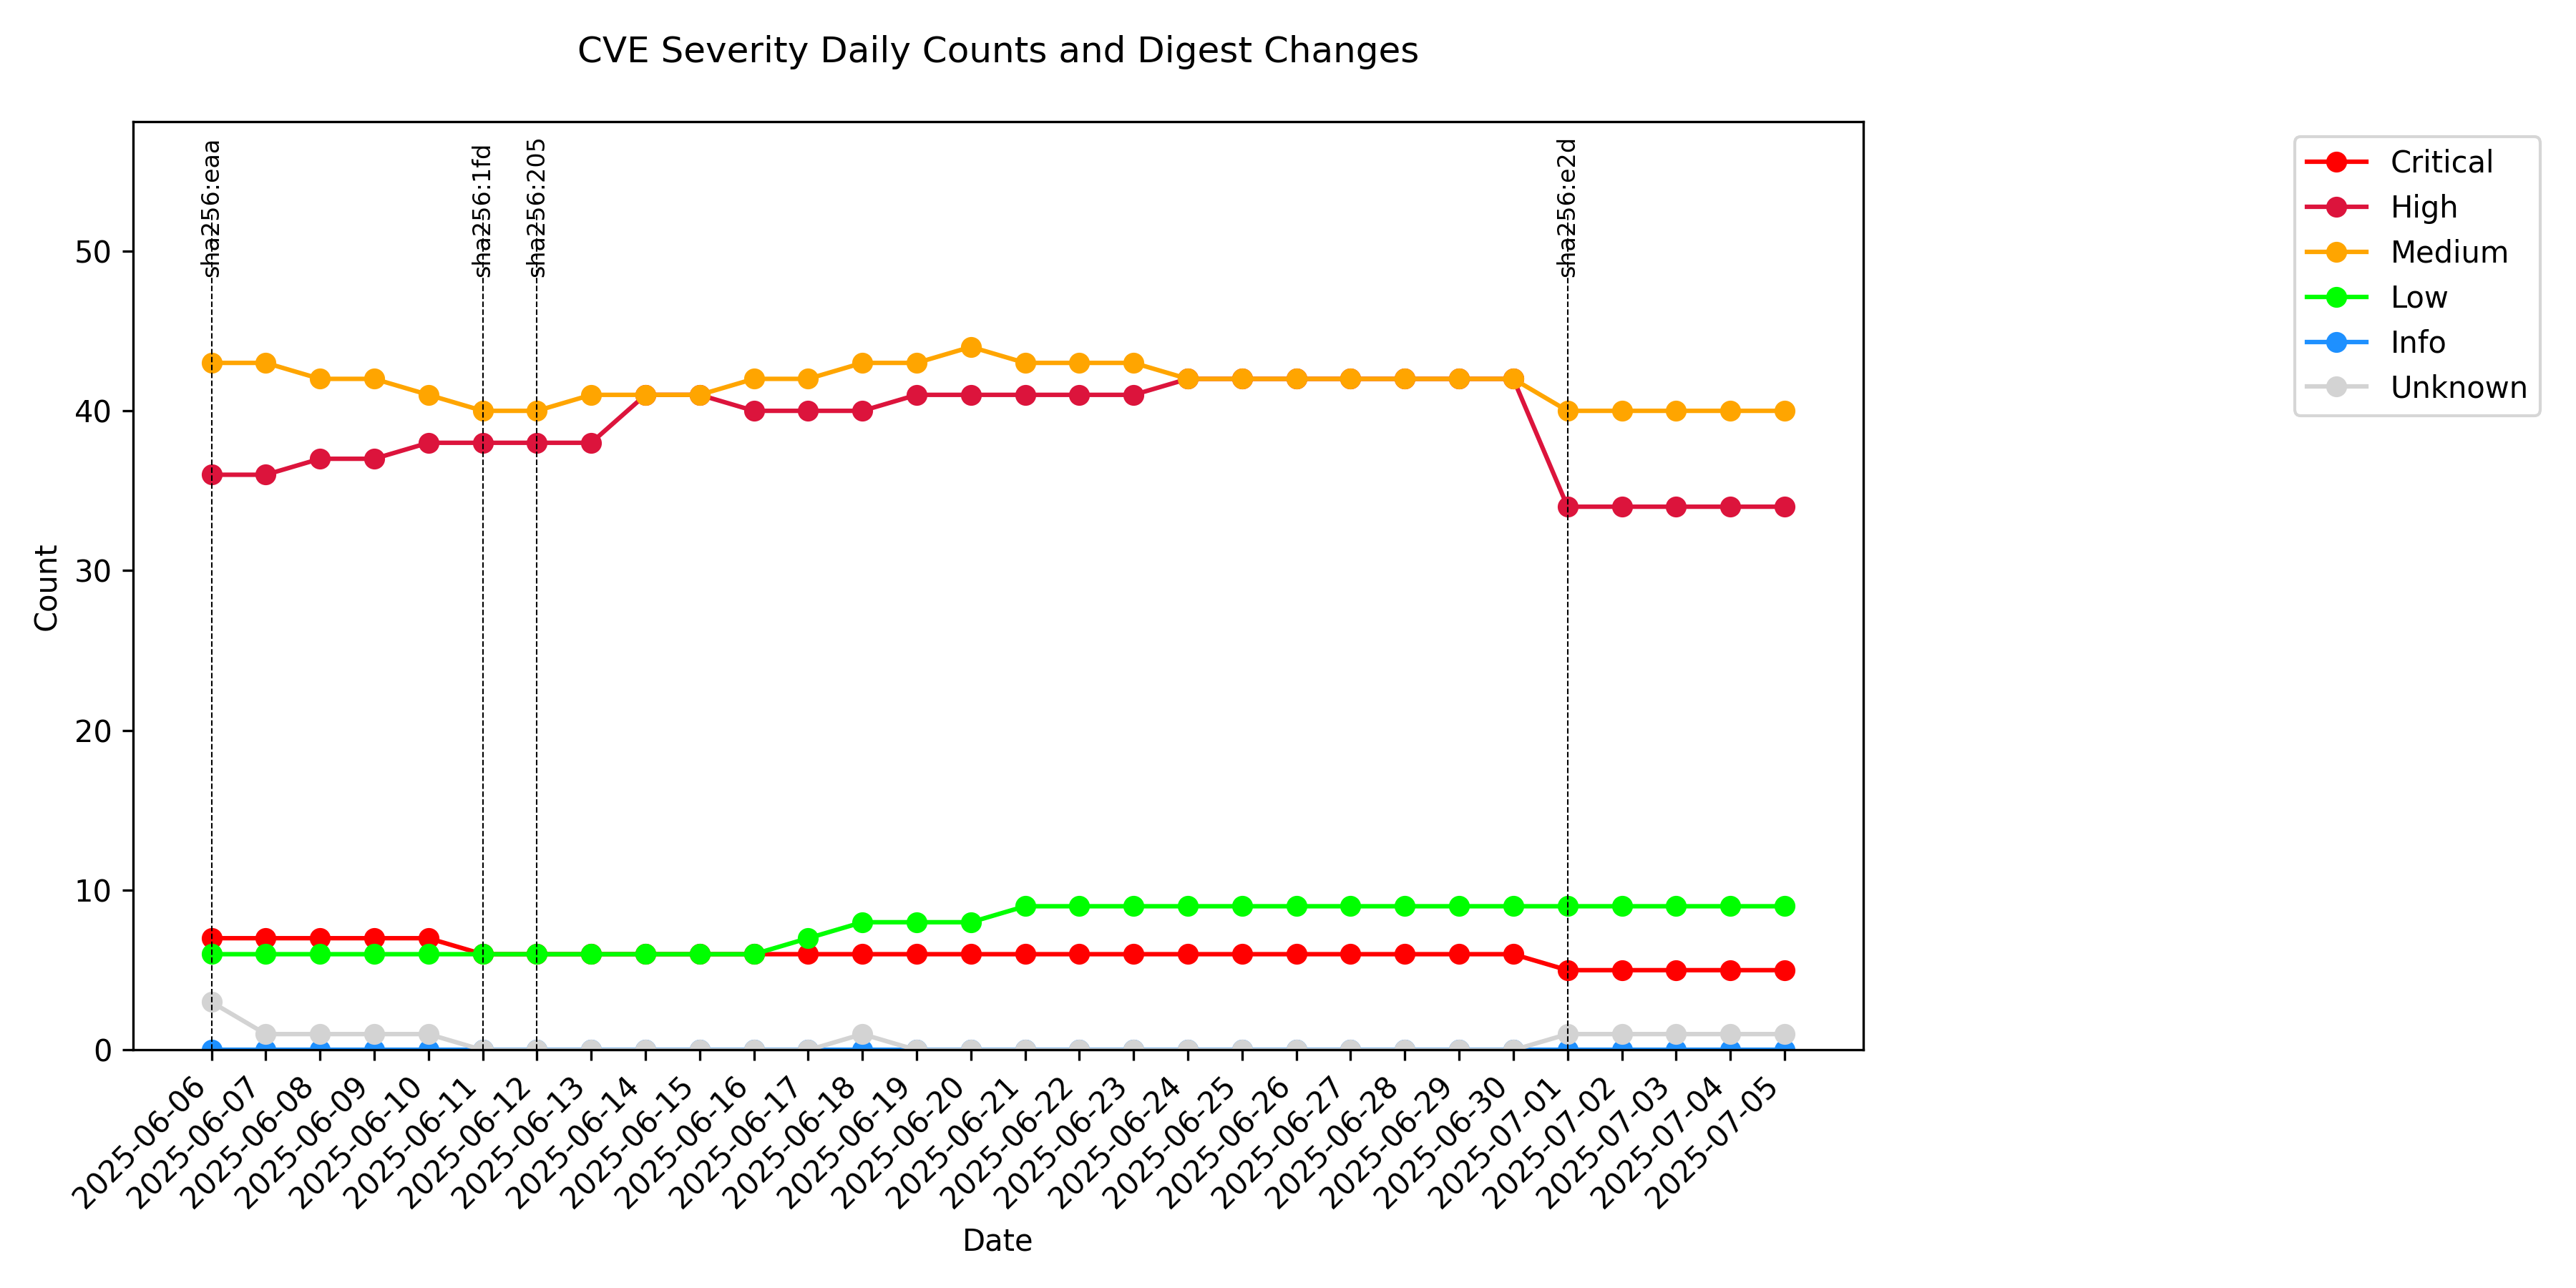 CVE Severity Daily Counts and Digest Changes
sha256:eaa
sha256:1fd
sha256:205
sha256:e2d
Critical
High
Medium
Low
Info
Unknown
Count
50
40
30
20
10
0
2025-06-06
2025-06-07
2025-06-08
2025-06-09
2025-06-10
2025-06-11
2025-06-12
2025-06-13
2025-06-14
2025-06-15
2025-06-16
2025-06-17
2025-06-18
2025-06-19
2025-06-20
2025-06-21
2025-06-22
2025-06-23
2025-06-24
2025-06-25
2025-06-26
2025-06-27
2025-06-28
2025-06-29
2025-06-30
2025-07-01
2025-07-02
2025-07-03
2025-07-04
2025-07-05
Date